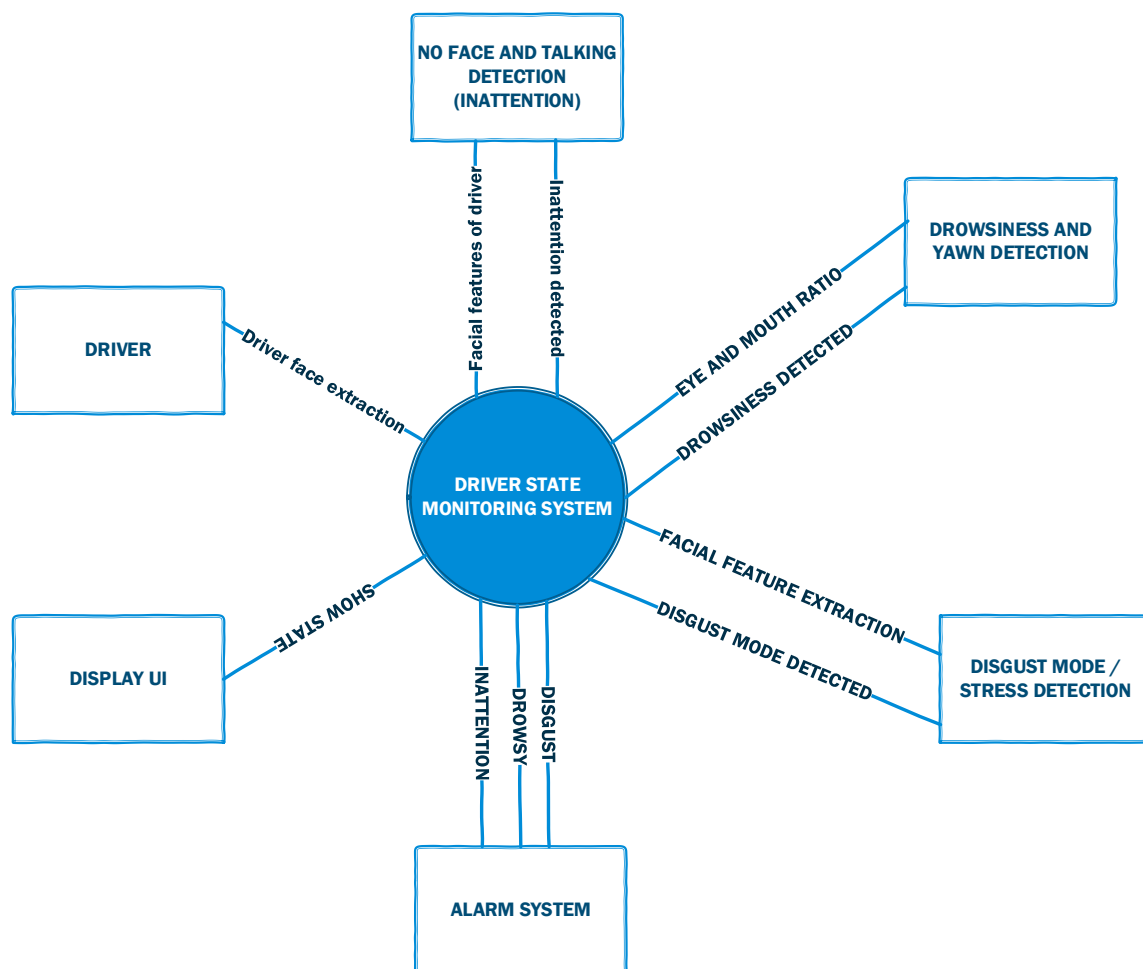 NO FACE AND TALKING
DETECTION
(INATTENTION)
Facial features of driver
Inattention detected
DROWSINESS AND
YAWN DETECTION
EYE AND MOUTH RATIO
DROWSINESS DETECTED
DRIVER
Driver face extraction
DRIVER STATE
MONITORING SYSTEM
FACIAL FEATURE EXTRACTION
DISGUST MODE DETECTED
DISGUST MODE /
STRESS DETECTION
SHOW STATE
DISPLAY UI
INATTENTION
DROWSY
DISGUST
ALARM SYSTEM